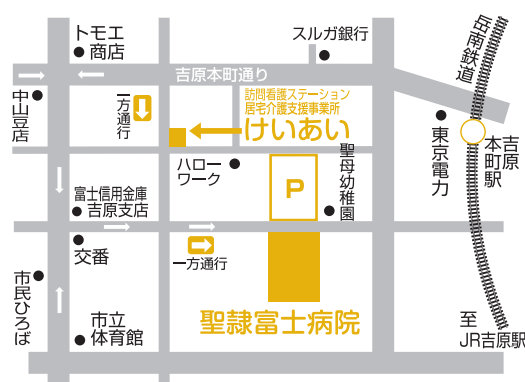 トモエ
商店
スルガ銀行
岳南鉄道
吉原本町通り
中山豆店
一方通行
訪問看護ステーション
居宅介護支援事業所
けいあい
東京電力
吉原
本町駅
ハロー
ワーク
聖母幼稚園
P
富士信用金庫
吉原支店
交番
一方通行
市民ひろば
市立
体育館
聖隷富士病院
至
JR吉原駅